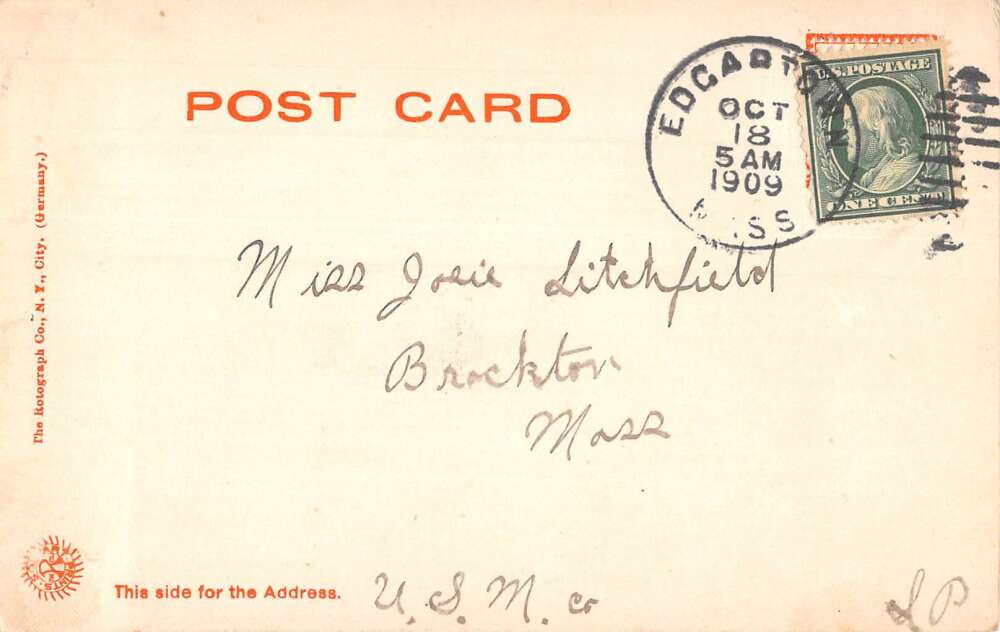 POST CARD
EDGARTOWN
OCT
18
5 AM
1909
MASS
U.S. POSTAGE
ONE CENT
Miss Josie Litchfield
Brockton
Mass
The Rotograph Co., N. Y., City. (Germany.)
This side for the Address.
U.S.M. co